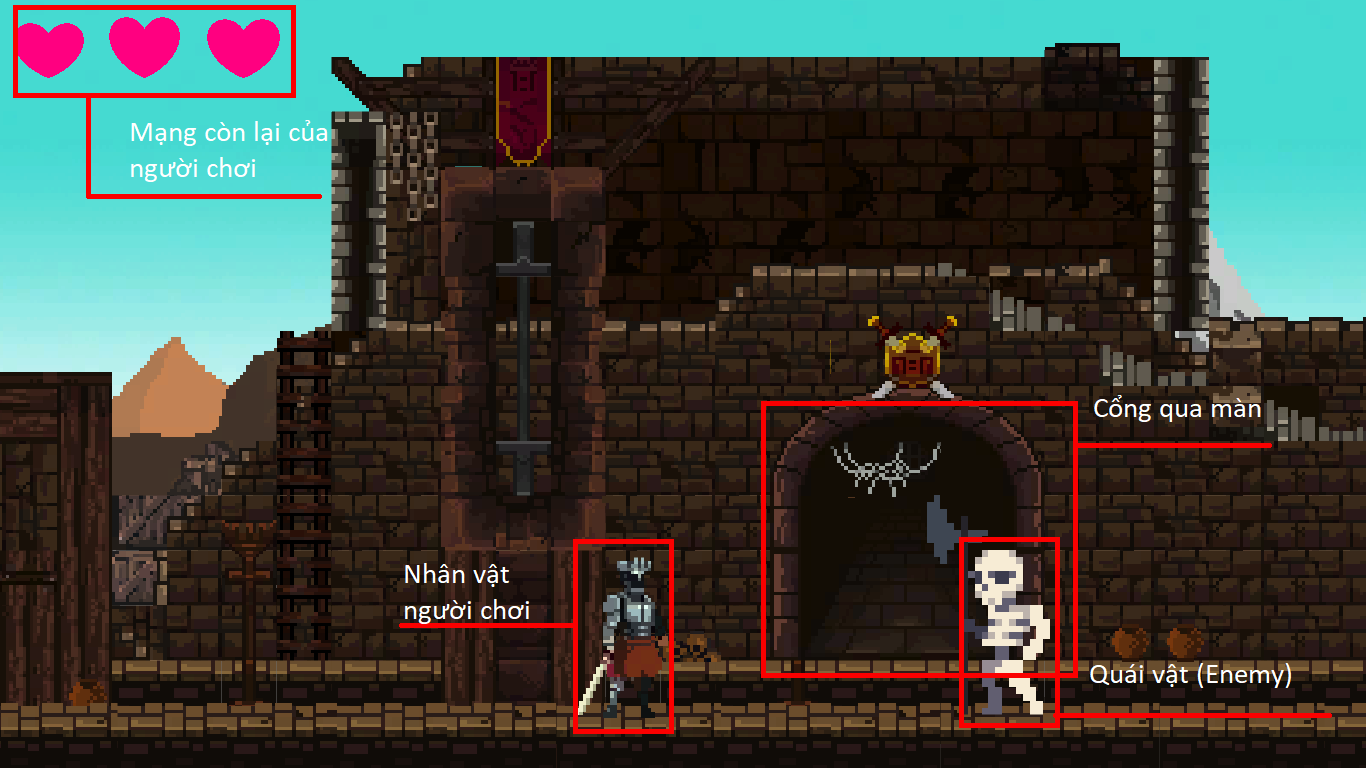 Mạng còn lại của
người chơi
Cổng qua màn
Nhân vật
người chơi
Quái vật (Enemy)